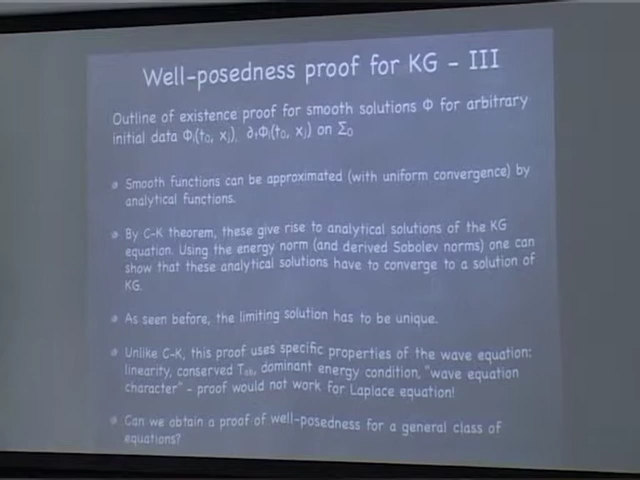 Well-posedness proof for KG - III
Outline of existence proof for smooth solutions Φ for arbitrary
initial data Φᵢ(t₀, xⱼ), ∂ₜΦᵢ(t₀, xⱼ) on Σ₀
Smooth functions can be approximated (with uniform convergence) by
analytical functions.
By C-K theorem, these give rise to analytical solutions of the KG
equation. Using the energy norm (and derived Sobolev norms) one can
show that these analytical solutions have to converge to a solution of
KG.
As seen before, the limiting solution has to be unique.
Unlike C-K, this proof uses specific properties of the wave equation:
linearity, conserved Tₐᵦ, dominant energy condition, "wave equation
character" - proof would not work for Laplace equation!
Can we obtain a proof of well-posedness for a general class of
equations?